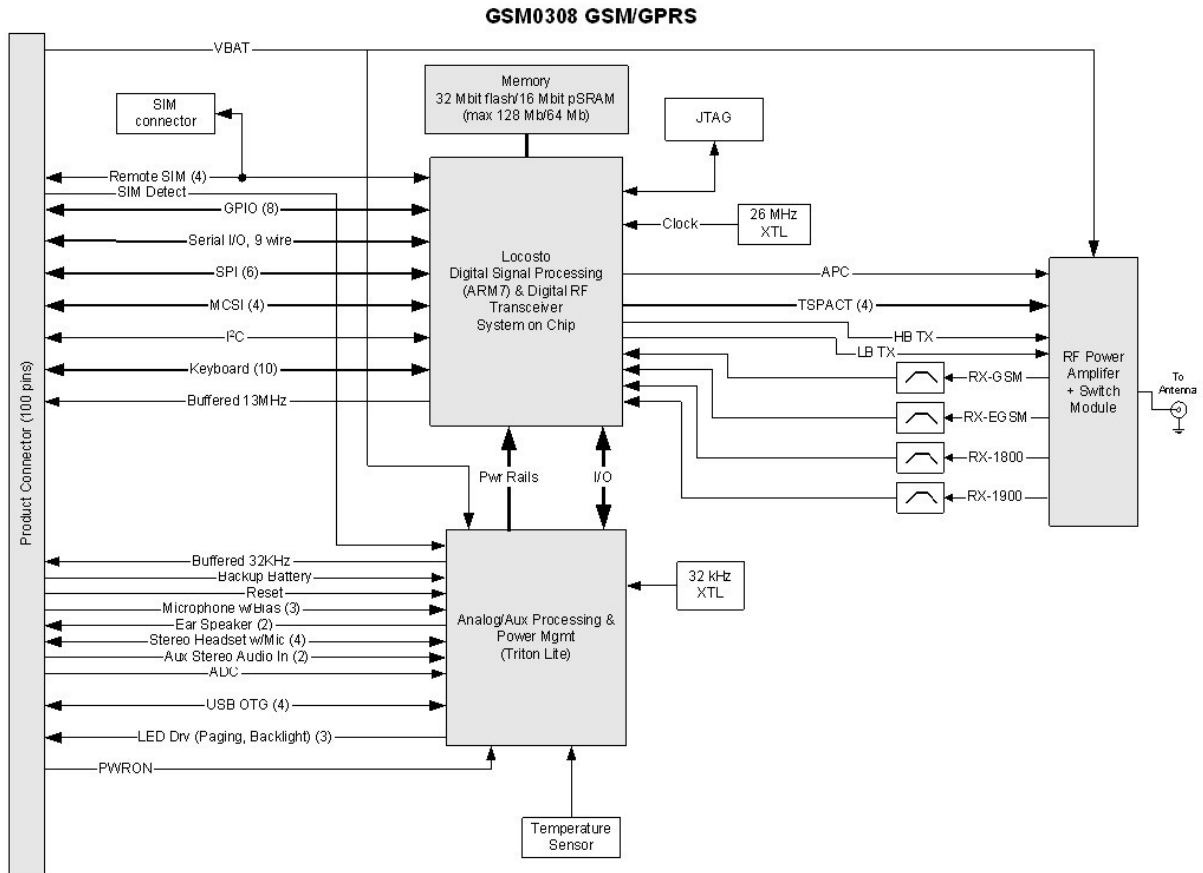 GSM0308 GSM/GPRS
VBAT
Memory
32 Mbit flash/16 Mbit pSRAM
(max 128 Mb/64 Mb)
SIM
connector
JTAG
Remote SIM (4)
SIM Detect
GPIO (8)
Serial I/O, 9 wire
SPI (6)
MCSI (4)
I²C
Keyboard (10)
Buffered 13MHz
Locosto
Digital Signal Processing
(ARM7) & Digital RF
Transceiver
System on Chip
Clock
26 MHz
XTL
APC
TSPACT (4)
HB TX
LB TX
RX-GSM
RX-EGSM
RX-1800
RX-1900
RF Power
Amplifer
+ Switch
Module
To
Antenna
Product Connector (100 pins)
Pwr Rails
I/O
Buffered 32KHz
Backup Battery
Reset
Microphone w/Bias (3)
Ear Speaker (2)
Stereo Headset w/Mic (4)
Aux Stereo Audio In (2)
ADC
USB OTG (4)
LED Drv (Paging, Backlight) (3)
PWRON
Analog/Aux Processing &
Power Mgmt
(Triton Lite)
32 kHz
XTL
Temperature
Sensor